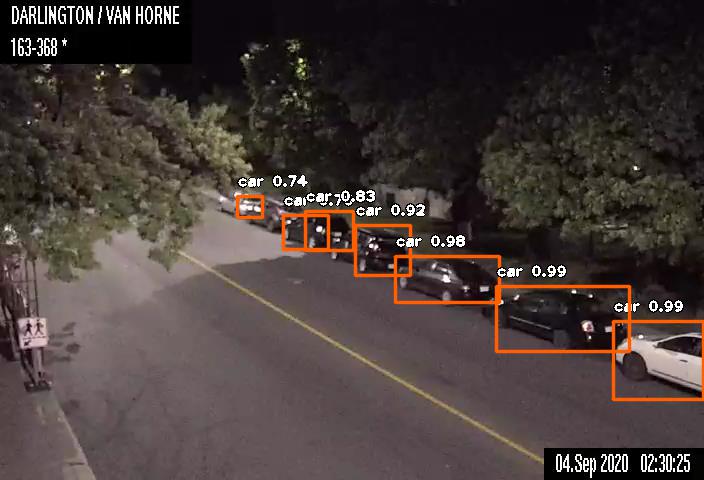 DARLINGTON / VAN HORNE
163-368 *
car 0.74
car 0.83
car 0.92
car 0.98
car 0.99
car 0.99
04.Sep 2020 02:30:25